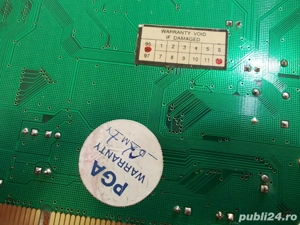 WARRANTY VOID
IF DAMAGED
96 1 2 3 4 5
97 7 8 9 10 11
PGA
WARRANTY
publi24.ro